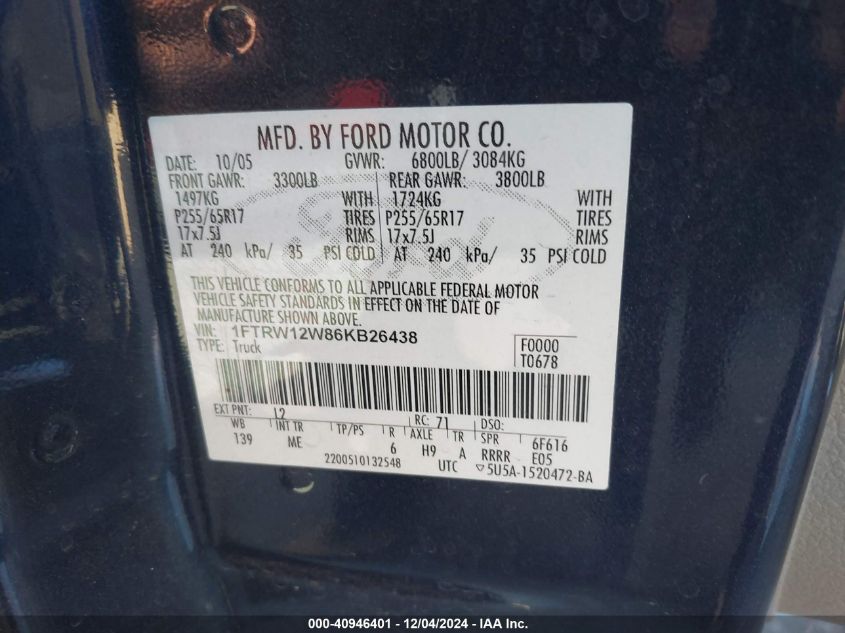 MFD. BY FORD MOTOR CO.
DATE: 10/05 GVWR: 6800LB/ 3084KG
FRONT GAWR: 3300LB REAR GAWR: 3800LB
1497KG WITH 1724KG WITH
P255/65R17 TIRES P255/65R17 TIRES
17x7.5J RIMS 17x7.5J RIMS
AT 240 kPa/ 35 PSI COLD AT 240 kPa/ 35 PSI COLD
THIS VEHICLE CONFORMS TO ALL APPLICABLE FEDERAL MOTOR
VEHICLE SAFETY STANDARDS IN EFFECT ON THE DATE OF
MANUFACTURE SHOWN ABOVE.
VIN: 1FTRW12W86KB26438 F0000
TYPE: Truck T0678
EXT PNT: L2 RC: 71 DSO:
WB INT TR TP/PS R AXLE TR SPR 6F616
139 ME 6 H9 A RRRR E05
2200510132548 UTC ▽5U5A-1520472-BA
000-40946401 - 12/04/2024 - IAA Inc.